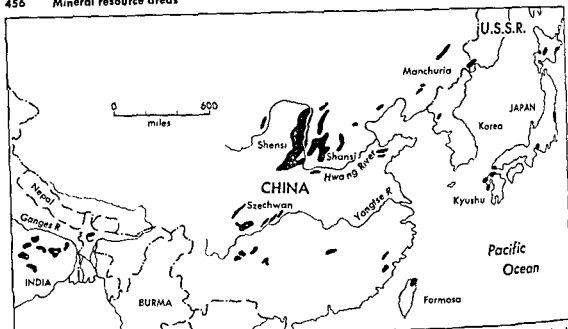 456 Mineral resource areas
U.S.S.R.
Manchuria
0 600
miles
JAPAN
Korea
Shensi
Shansi
Hwang River
CHINA
Kyushu
Nepal
Szechwan
Yangtse R
Ganges R
Pacific
Ocean
INDIA
BURMA
Formosa